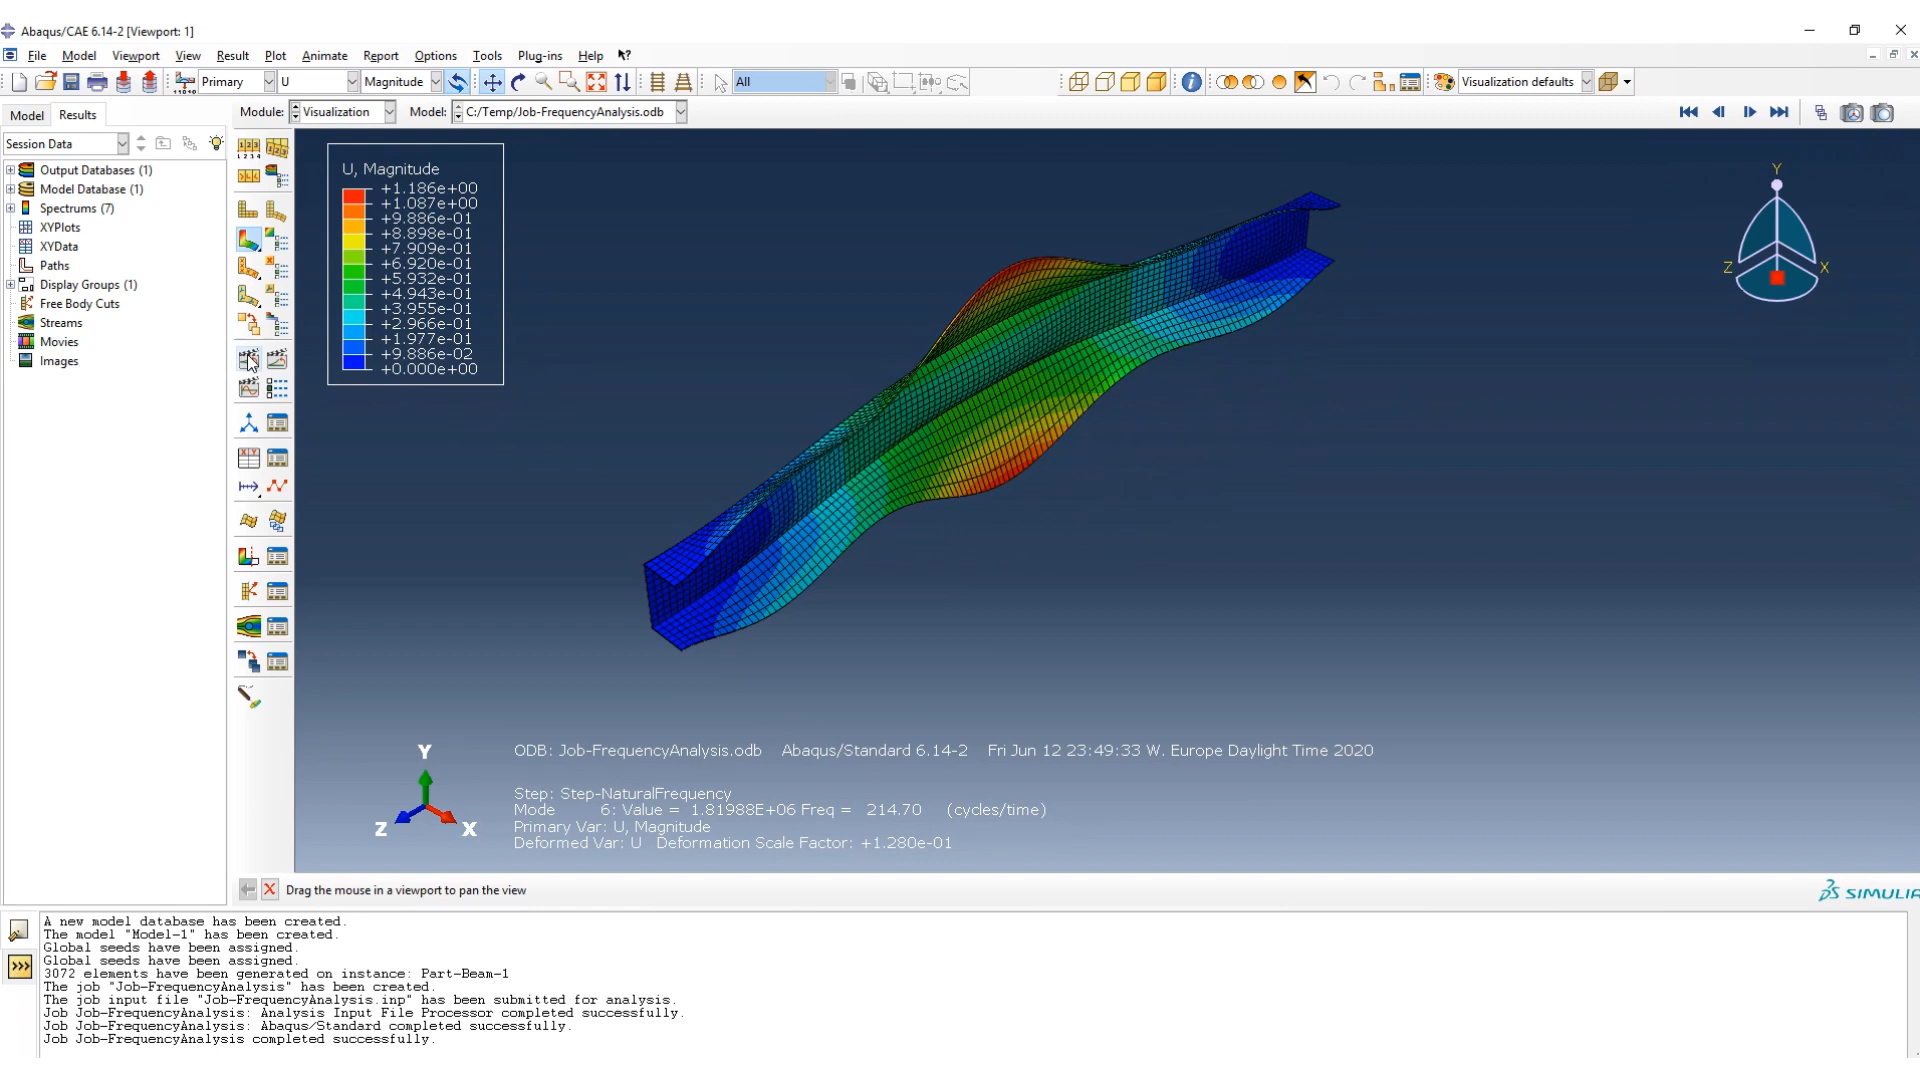 Abaqus/CAE 6.14-2 [Viewport: 1]
File Model Viewport View Result Plot Animate Report Options Tools Plug-ins Help
Primary U Magnitude All Visualization defaults
Model Results
Module: Visualization Model: C:/Temp/Job-FrequencyAnalysis.odb
Session Data
Output Databases (1)
Model Database (1)
Spectrums (7)
XYPlots
XYData
Paths
Display Groups (1)
Free Body Cuts
Streams
Movies
Images
U, Magnitude
+1.186e+00
+1.087e+00
+9.886e-01
+8.898e-01
+7.909e-01
+6.920e-01
+5.932e-01
+4.943e-01
+3.955e-01
+2.966e-01
+1.977e-01
+9.886e-02
+0.000e+00
Y
Z X
Y
Z X
ODB: Job-FrequencyAnalysis.odb Abaqus/Standard 6.14-2 Fri Jun 12 23:49:33 W. Europe Daylight Time 2020
Step: Step-NaturalFrequency
Mode 6: Value = 1.81988E+06 Freq = 214.70 (cycles/time)
Primary Var: U, Magnitude
Deformed Var: U Deformation Scale Factor: +1.280e-01
Drag the mouse in a viewport to pan the view
SIMULIA
A new model database has been created.
The model "Model-1" has been created.
Global seeds have been assigned.
Global seeds have been assigned.
3072 elements have been generated on instance: Part-Beam-1
The job "Job-FrequencyAnalysis" has been created.
The job input file "Job-FrequencyAnalysis.inp" has been submitted for analysis.
Job Job-FrequencyAnalysis: Analysis Input File Processor completed successfully.
Job Job-FrequencyAnalysis: Abaqus/Standard completed successfully.
Job Job-FrequencyAnalysis completed successfully.